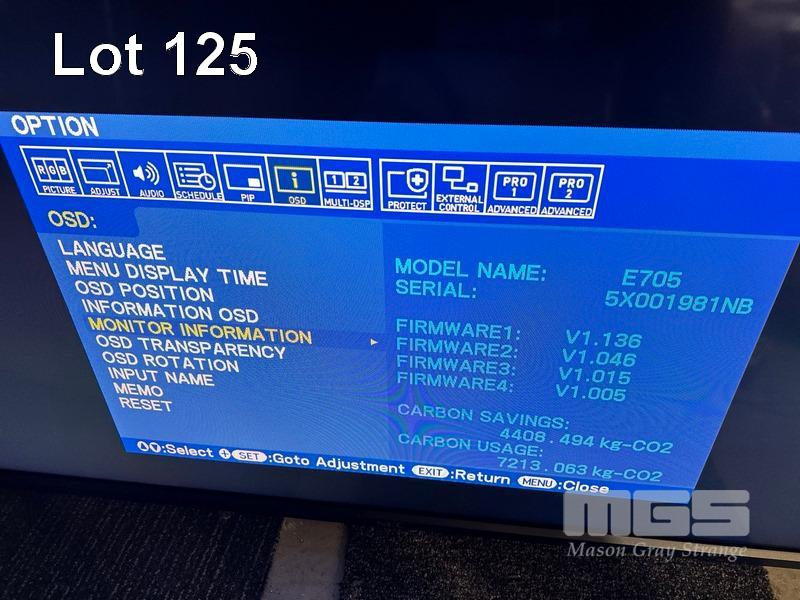 Lot 125
OPTION
RGB
PICTURE
ADJUST
AUDIO
SCHEDULE
PIP
i
OSD
1 2
MULTI-DSP
PROTECT
EXTERNAL
CONTROL
PRO
1
ADVANCED
PRO
2
ADVANCED
OSD:
LANGUAGE
MENU DISPLAY TIME
OSD POSITION
INFORMATION OSD
MONITOR INFORMATION
OSD TRANSPARENCY
OSD ROTATION
INPUT NAME
MEMO
RESET
MODEL NAME: E705
SERIAL: 5X001981NB
FIRMWARE1: V1.136
FIRMWARE2: V1.046
FIRMWARE3: V1.015
FIRMWARE4: V1.005
CARBON SAVINGS:
4408.494 kg-CO2
CARBON USAGE:
7213.063 kg-CO2
:Select SET :Goto Adjustment EXIT :Return MENU :Close
MGS
Mason Gray Strange